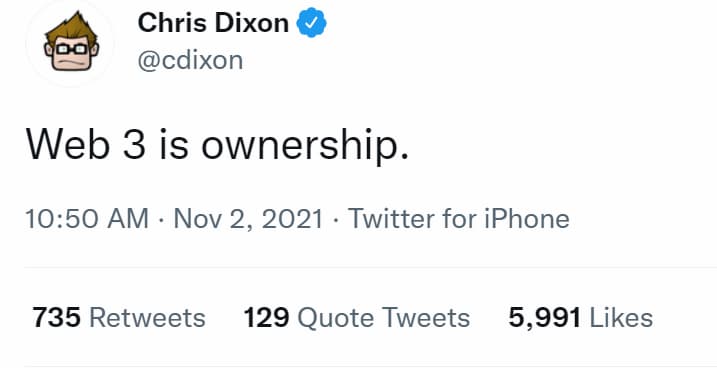 Chris Dixon
@cdixon
Web 3 is ownership.
10:50 AM · Nov 2, 2021 · Twitter for iPhone
735 Retweets 129 Quote Tweets 5,991 Likes